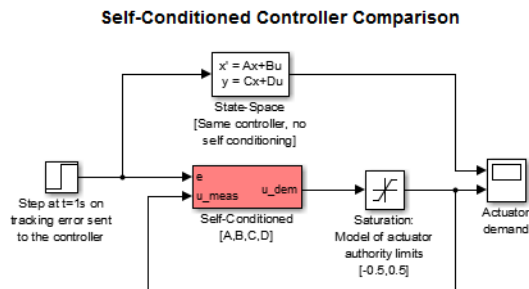 Self-Conditioned Controller Comparison
x' = Ax+Bu
y = Cx+Du
State-Space
[Same controller, no
self conditioning]
e
u_meas
u_dem
Step at t=1s on
tracking error sent
to the controller
Self-Conditioned
[A,B,C,D]
Saturation:
Model of actuator
authority limits
[-0.5,0.5]
Actuator
demand